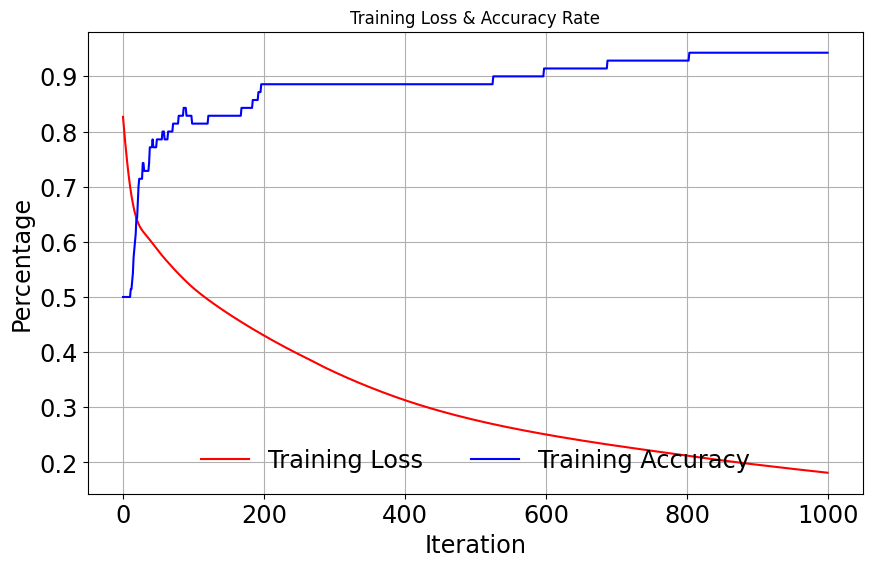 Training Loss & Accuracy Rate
Percentage
0.9
0.8
0.7
0.6
0.5
0.4
0.3
0.2
Training Loss Training Accuracy
0 200 400 600 800 1000
Iteration